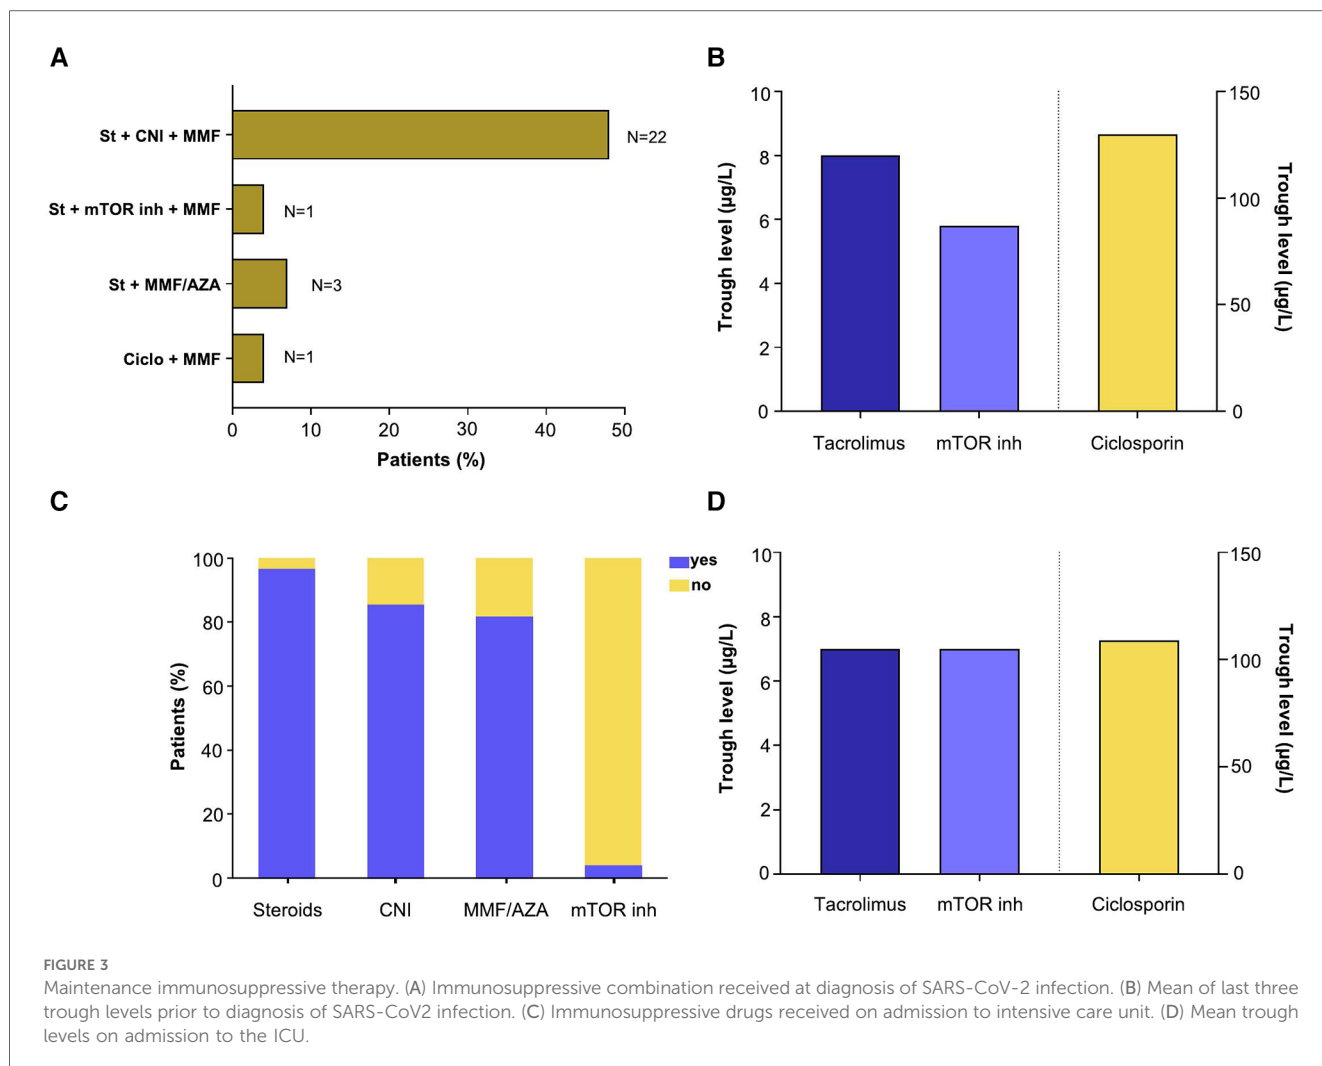 A
St + CNI + MMF
N=22
St + mTOR inh + MMF
N=1
St + MMF/AZA
N=3
Ciclo + MMF
N=1
0 10 20 30 40 50
Patients (%)
B
10
8
6
4
2
0
Trough level (µg/L)
150
100
50
0
Trough level (µg/L)
Tacrolimus mTOR inh Ciclosporin
C
100
80
60
40
20
0
Patients (%)
yes
no
Steroids CNI MMF/AZA mTOR inh
D
10
8
6
4
2
0
Trough level (µg/L)
150
100
50
0
Trough level (µg/L)
Tacrolimus mTOR inh Ciclosporin
FIGURE 3
Maintenance immunosuppressive therapy. (A) Immunosuppressive combination received at diagnosis of SARS-CoV-2 infection. (B) Mean of last three
trough levels prior to diagnosis of SARS-CoV2 infection. (C) Immunosuppressive drugs received on admission to intensive care unit. (D) Mean trough
levels on admission to the ICU.